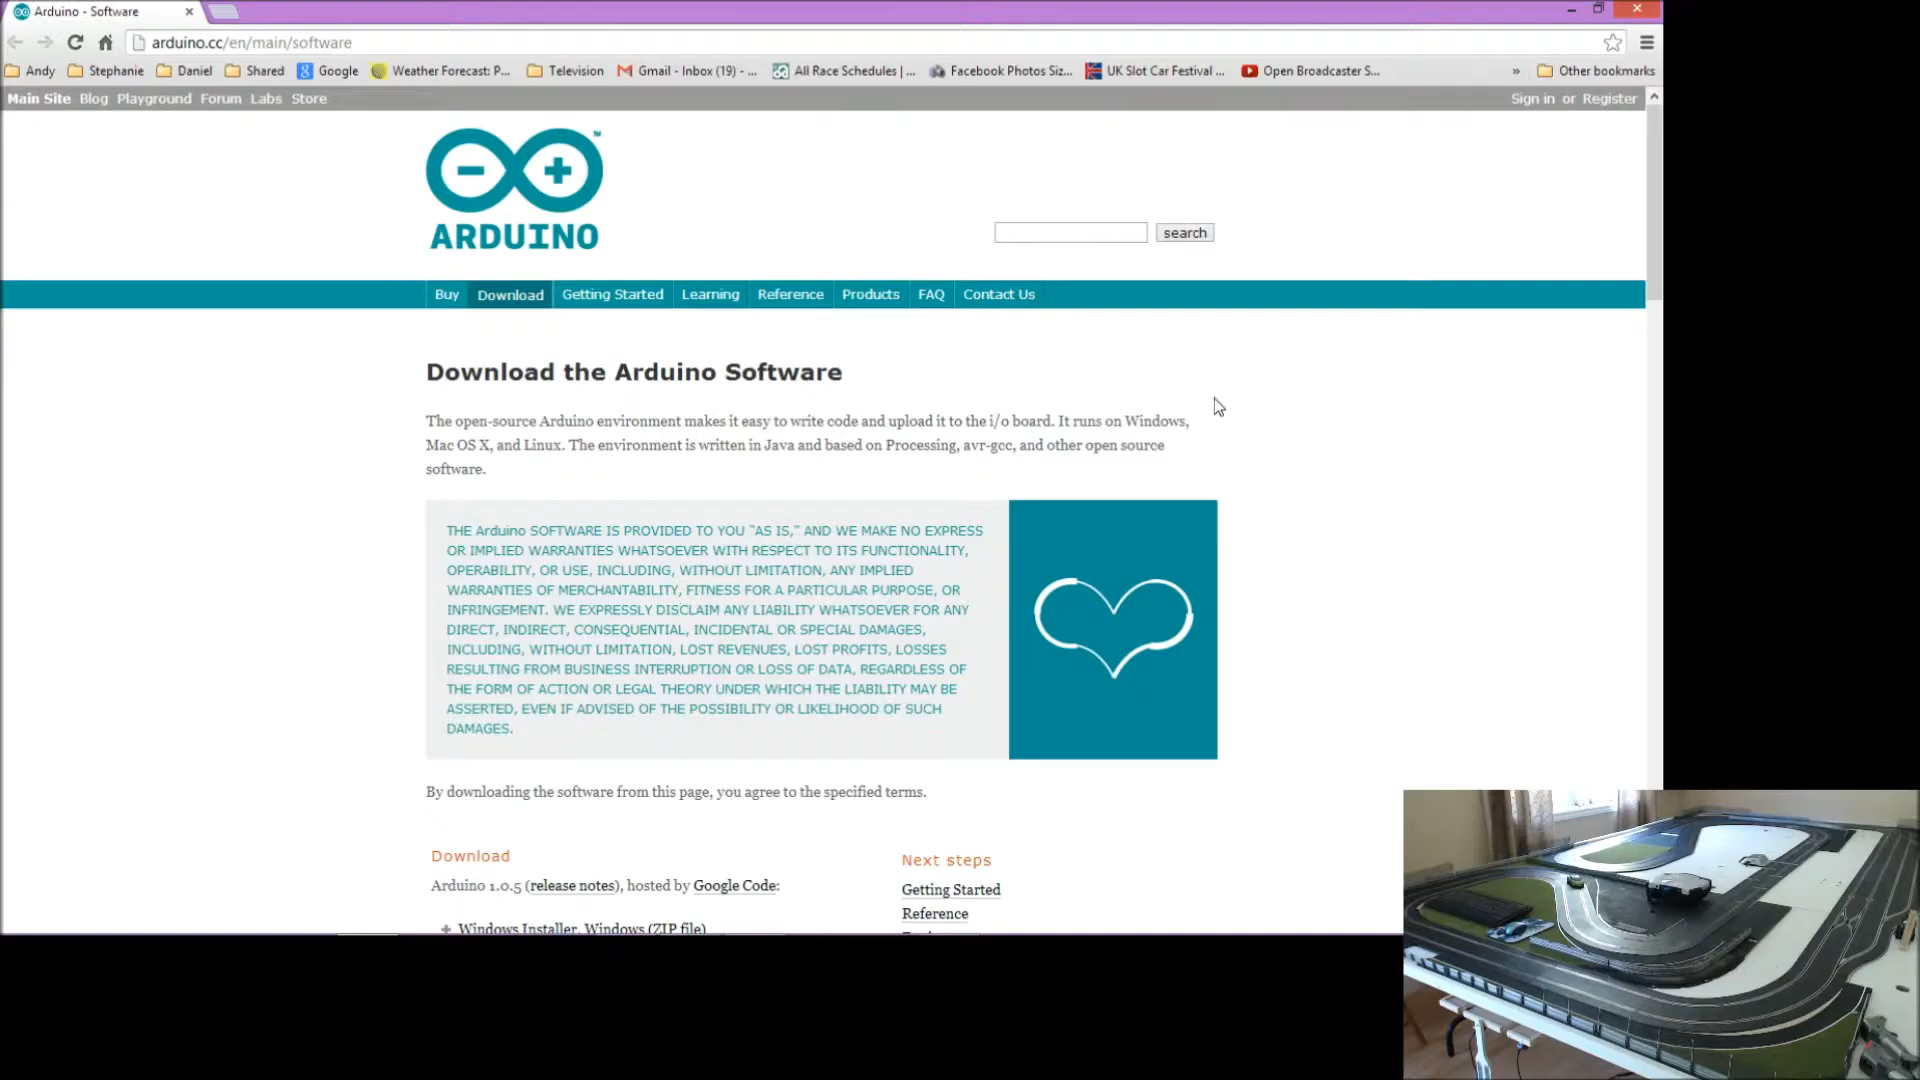 Arduino - Software
arduino.cc/en/main/software
Andy Stephanie Daniel Shared Google Weather Forecast: P... Television Gmail - Inbox (19) - ... All Race Schedules | ... Facebook Photos Siz... UK Slot Car Festival ... Open Broadcaster S... » Other bookmarks
Main Site Blog Playground Forum Labs Store Sign in or Register
ARDUINO
search
Buy Download Getting Started Learning Reference Products FAQ Contact Us
Download the Arduino Software
The open-source Arduino environment makes it easy to write code and upload it to the i/o board. It runs on Windows,
Mac OS X, and Linux. The environment is written in Java and based on Processing, avr-gcc, and other open source
software.
THE Arduino SOFTWARE IS PROVIDED TO YOU "AS IS," AND WE MAKE NO EXPRESS
OR IMPLIED WARRANTIES WHATSOEVER WITH RESPECT TO ITS FUNCTIONALITY,
OPERABILITY, OR USE, INCLUDING, WITHOUT LIMITATION, ANY IMPLIED
WARRANTIES OF MERCHANTABILITY, FITNESS FOR A PARTICULAR PURPOSE, OR
INFRINGEMENT. WE EXPRESSLY DISCLAIM ANY LIABILITY WHATSOEVER FOR ANY
DIRECT, INDIRECT, CONSEQUENTIAL, INCIDENTAL OR SPECIAL DAMAGES,
INCLUDING, WITHOUT LIMITATION, LOST REVENUES, LOST PROFITS, LOSSES
RESULTING FROM BUSINESS INTERRUPTION OR LOSS OF DATA, REGARDLESS OF
THE FORM OF ACTION OR LEGAL THEORY UNDER WHICH THE LIABILITY MAY BE
ASSERTED, EVEN IF ADVISED OF THE POSSIBILITY OR LIKELIHOOD OF SUCH
DAMAGES.
By downloading the software from this page, you agree to the specified terms.
Download
Arduino 1.0.5 (release notes), hosted by Google Code:
+ Windows Installer, Windows (ZIP file)
Next steps
Getting Started
Reference